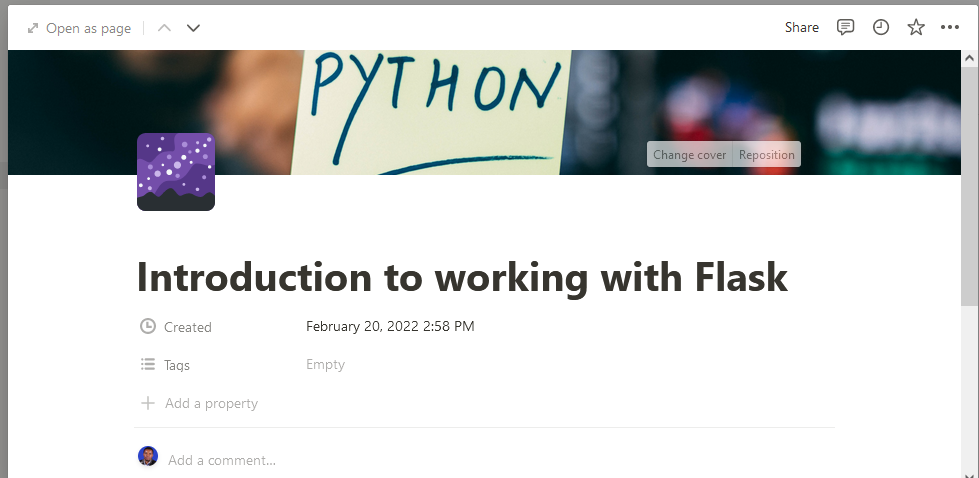 Open as page
Share
PYTHON
Change cover
Reposition
Introduction to working with Flask
Created
February 20, 2022 2:58 PM
Tags
Empty
Add a property
Add a comment...